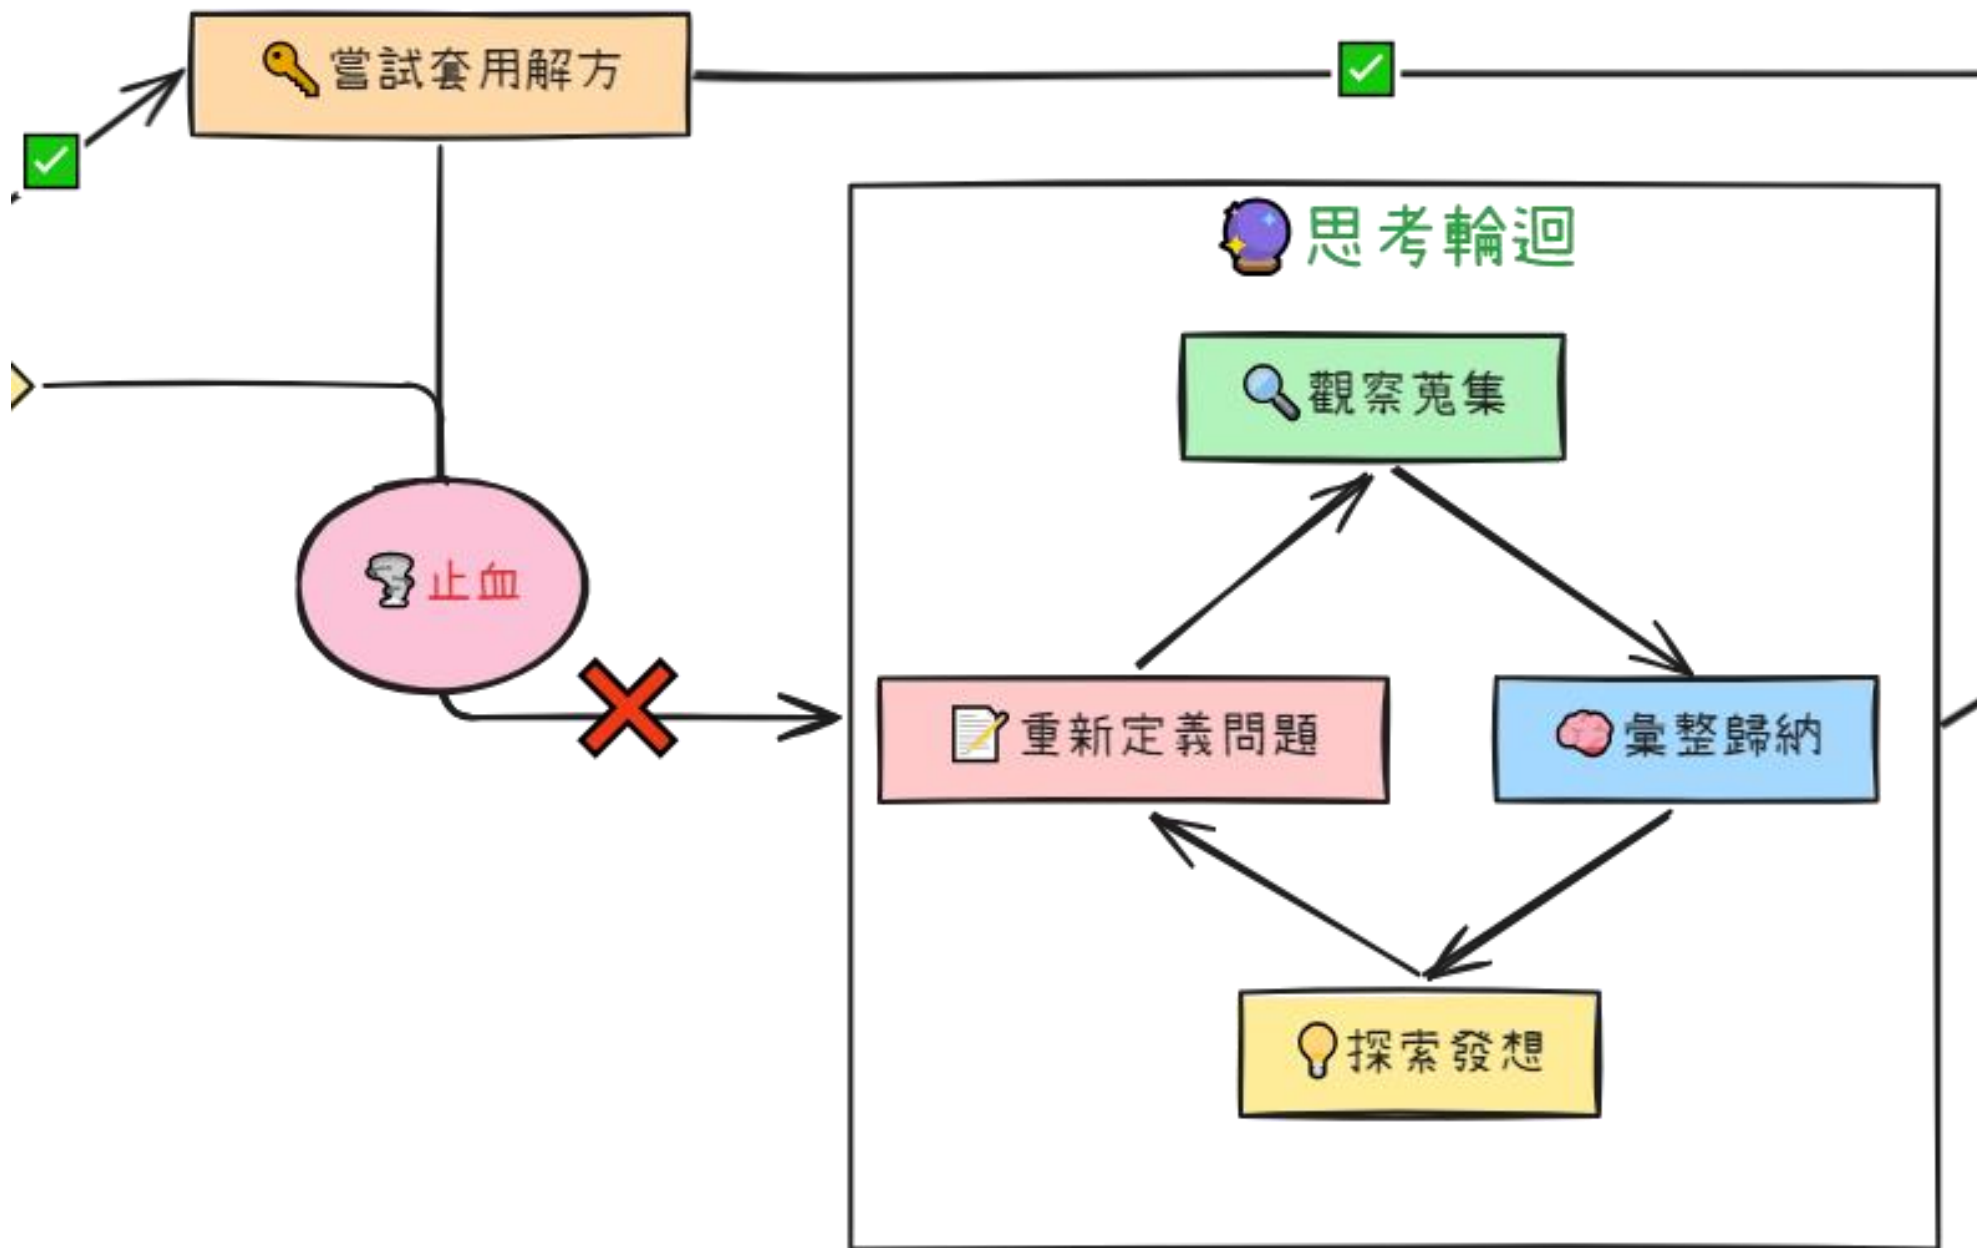 嘗試套用解方
思考輪迴
觀察蒐集
止血
重新定義問題
彙整歸納
探索發想